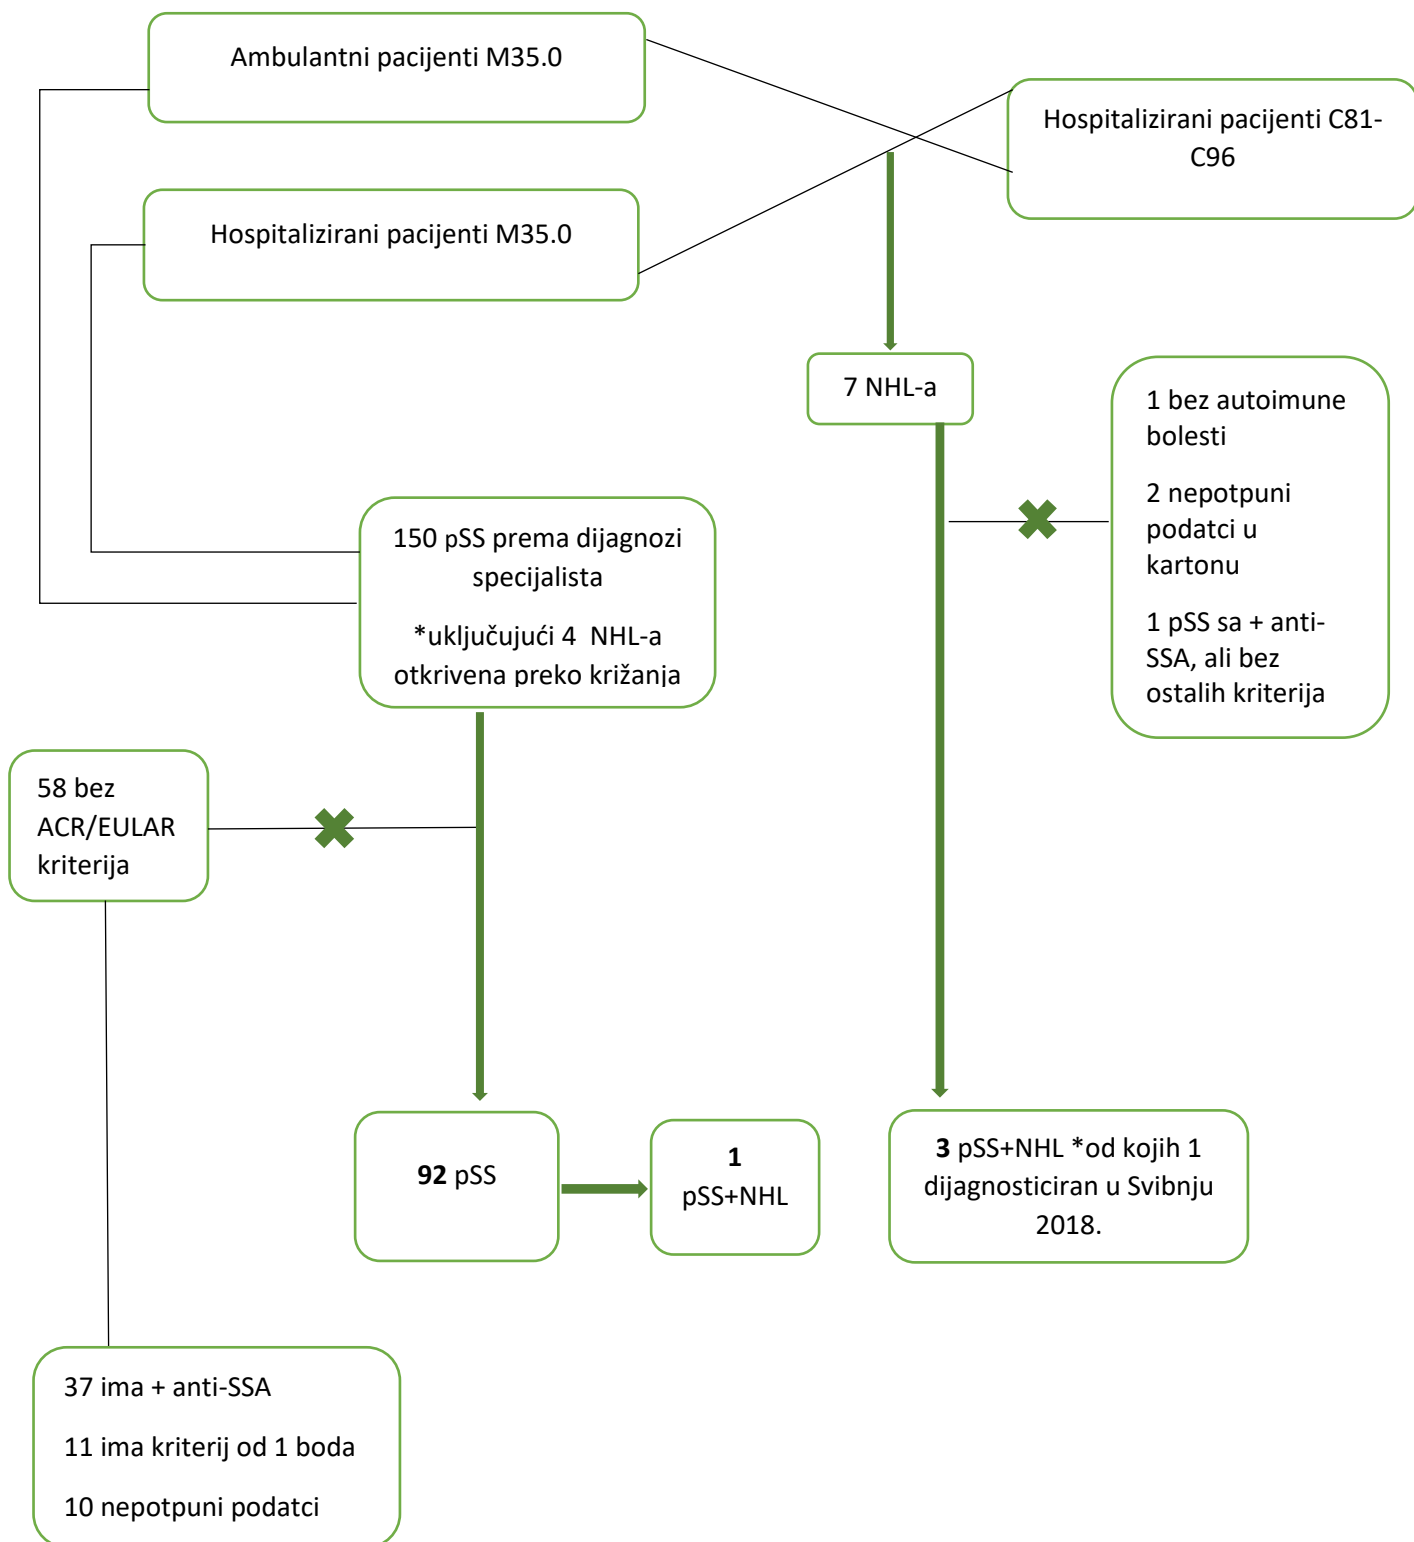 Ambulantni pacijenti M35.0
Hospitalizirani pacijenti C81-
C96
Hospitalizirani pacijenti M35.0
7 NHL-a
1 bez autoimune
bolesti
2 nepotpuni
podatci u
kartonu
1 pSS sa + anti-
SSA, ali bez
ostalih kriterija
150 pSS prema dijagnozi
specijalista
*uključujući 4 NHL-a
otkrivena preko križanja
58 bez
ACR/EULAR
kriterija
92 pSS
1
pSS+NHL
3 pSS+NHL *od kojih 1
dijagnosticiran u Svibnju
2018.
37 ima + anti-SSA
11 ima kriterij od 1 boda
10 nepotpuni podatci